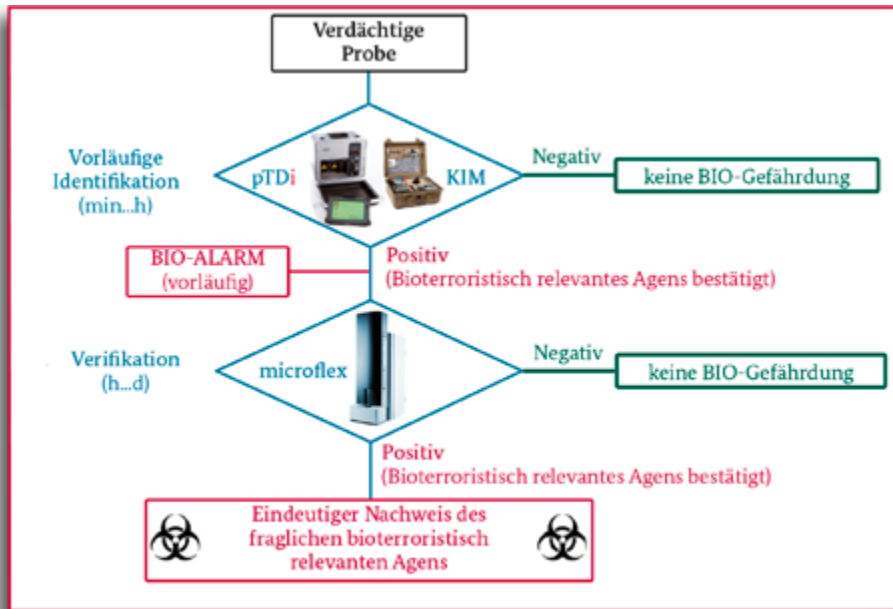 Verdächtige
Probe
Vorläufige
Identifikation
(min...h)
pTDi
KIM
Negativ
keine BIO-Gefährdung
BIO-ALARM
(vorläufig)
Positiv
(Bioterroristisch relevantes Agens bestätigt)
Verifikation
(h...d)
microflex
Negativ
keine BIO-Gefährdung
Positiv
(Bioterroristisch relevantes Agens bestätigt)
Eindeutiger Nachweis des
fraglichen bioterroristisch
relevanten Agens